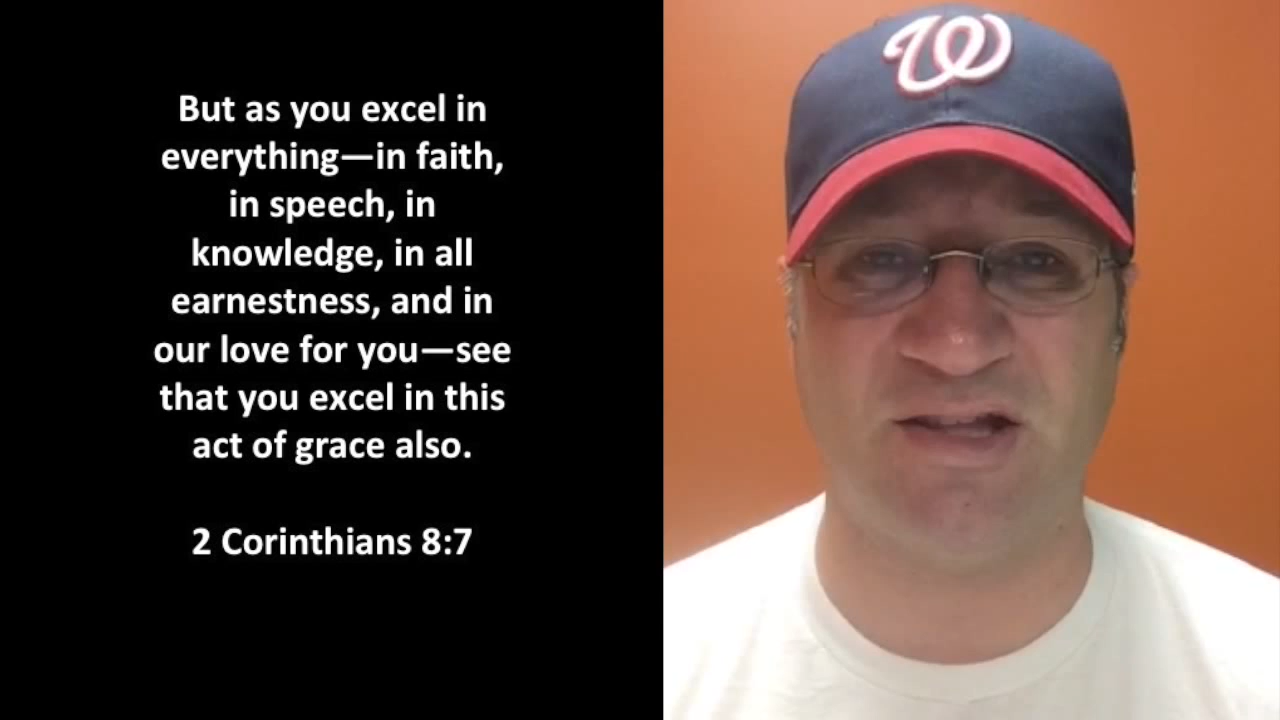 But as you excel in
everything—in faith,
in speech, in
knowledge, in all
earnestness, and in
our love for you—see
that you excel in this
act of grace also.
2 Corinthians 8:7
W